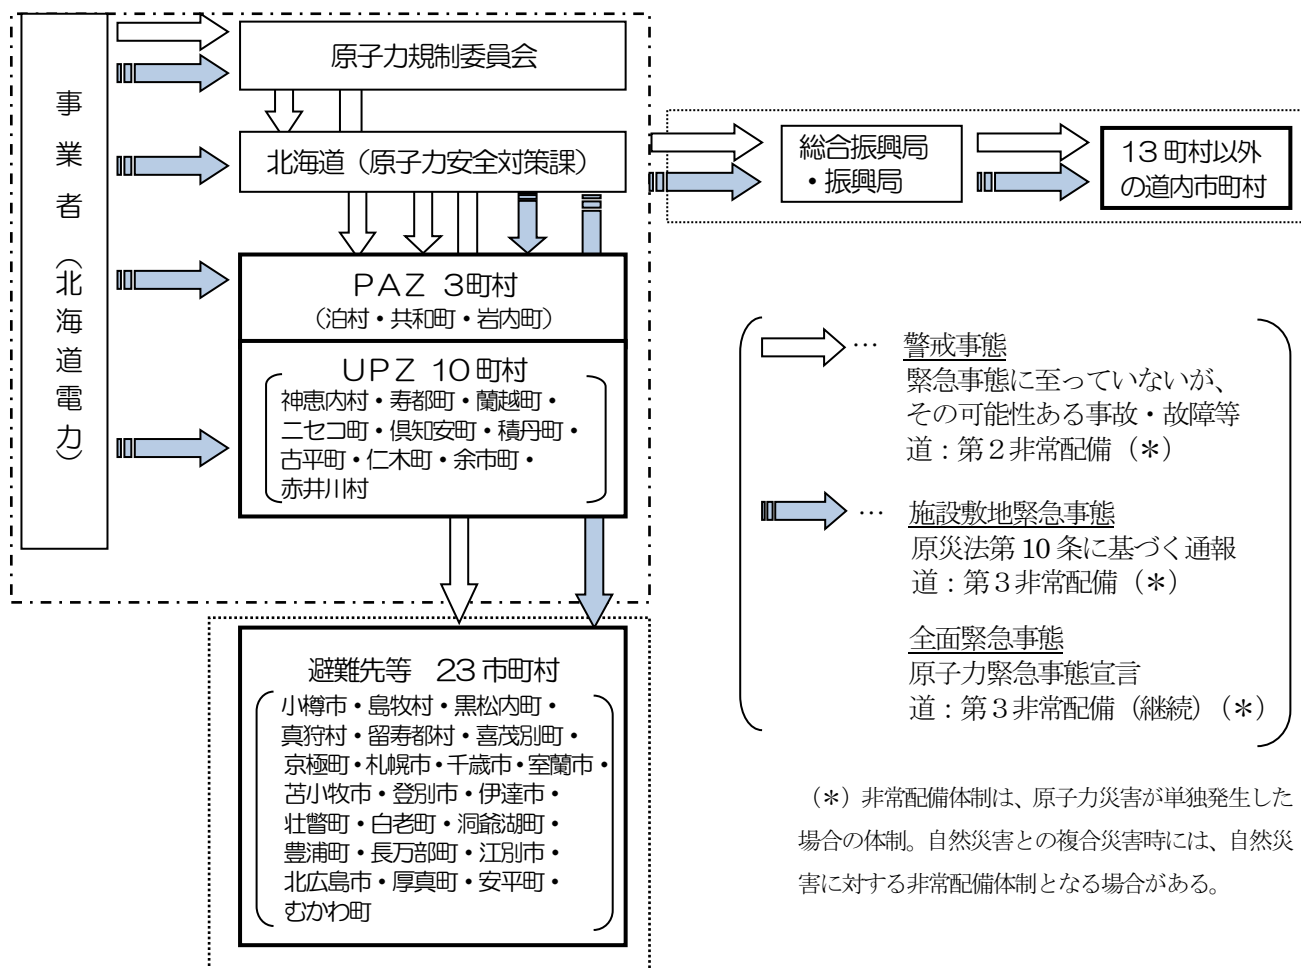 事業者（北海道電力）
原子力規制委員会
北海道（原子力安全対策課）
総合振興局
・振興局
13 町村以外
の道内市町村
ＰＡＺ ３町村
（泊村・共和町・岩内町）
ＵＰＺ 10 町村
神恵内村・寿都町・蘭越町・
ニセコ町・倶知安町・積丹町・
古平町・仁木町・余市町・
赤井川村
避難先等　23 市町村
小樽市・島牧村・黒松内町・
真狩村・留寿都村・喜茂別町・
京極町・札幌市・千歳市・室蘭市・
苫小牧市・登別市・伊達市・
壮瞥町・白老町・洞爺湖町・
豊浦町・長万部町・江別市・
北広島市・厚真町・安平町・
むかわ町
… 警戒事態
緊急事態に至っていないが、
その可能性ある事故・故障等
道：第２非常配備（＊）
… 施設敷地緊急事態
原災法第 10 条に基づく通報
道：第３非常配備（＊）
全面緊急事態
原子力緊急事態宣言
道：第３非常配備（継続）（＊）
（＊）非常配備体制は、原子力災害が単独発生した
場合の体制。自然災害との複合災害時には、自然災
害に対する非常配備体制となる場合がある。